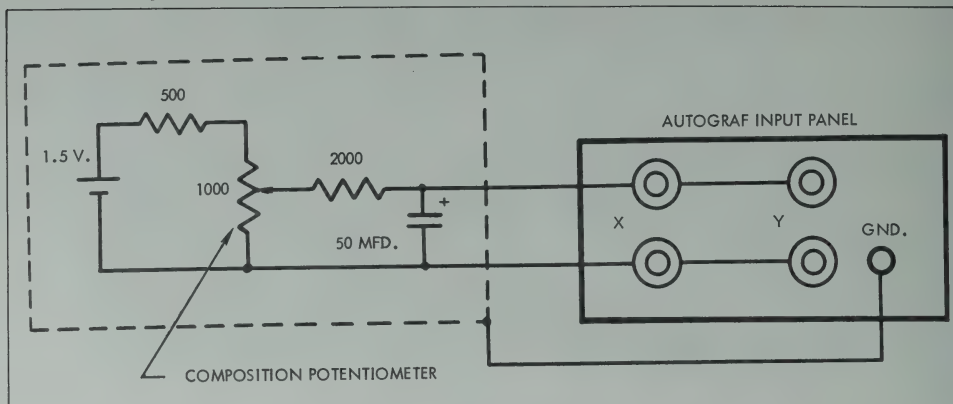 500
AUTOGRAF INPUT PANEL
1.5 V.
2000
1000
+
X
Y
GND.
50 MFD.
COMPOSITION POTENTIOMETER